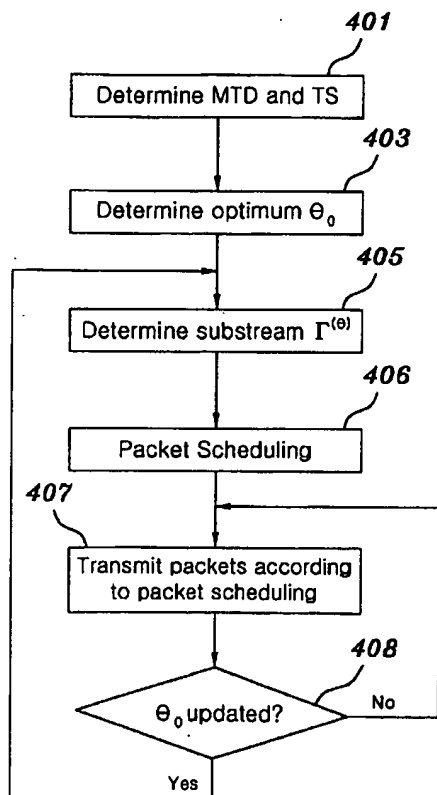 401
Determine MTD and TS
403
Determine optimum Θ₀
405
Determine substream Γ⁽ᶿ⁾
406
Packet Scheduling
407
Transmit packets according
to packet scheduling
408
Θ₀ updated?
No
Yes